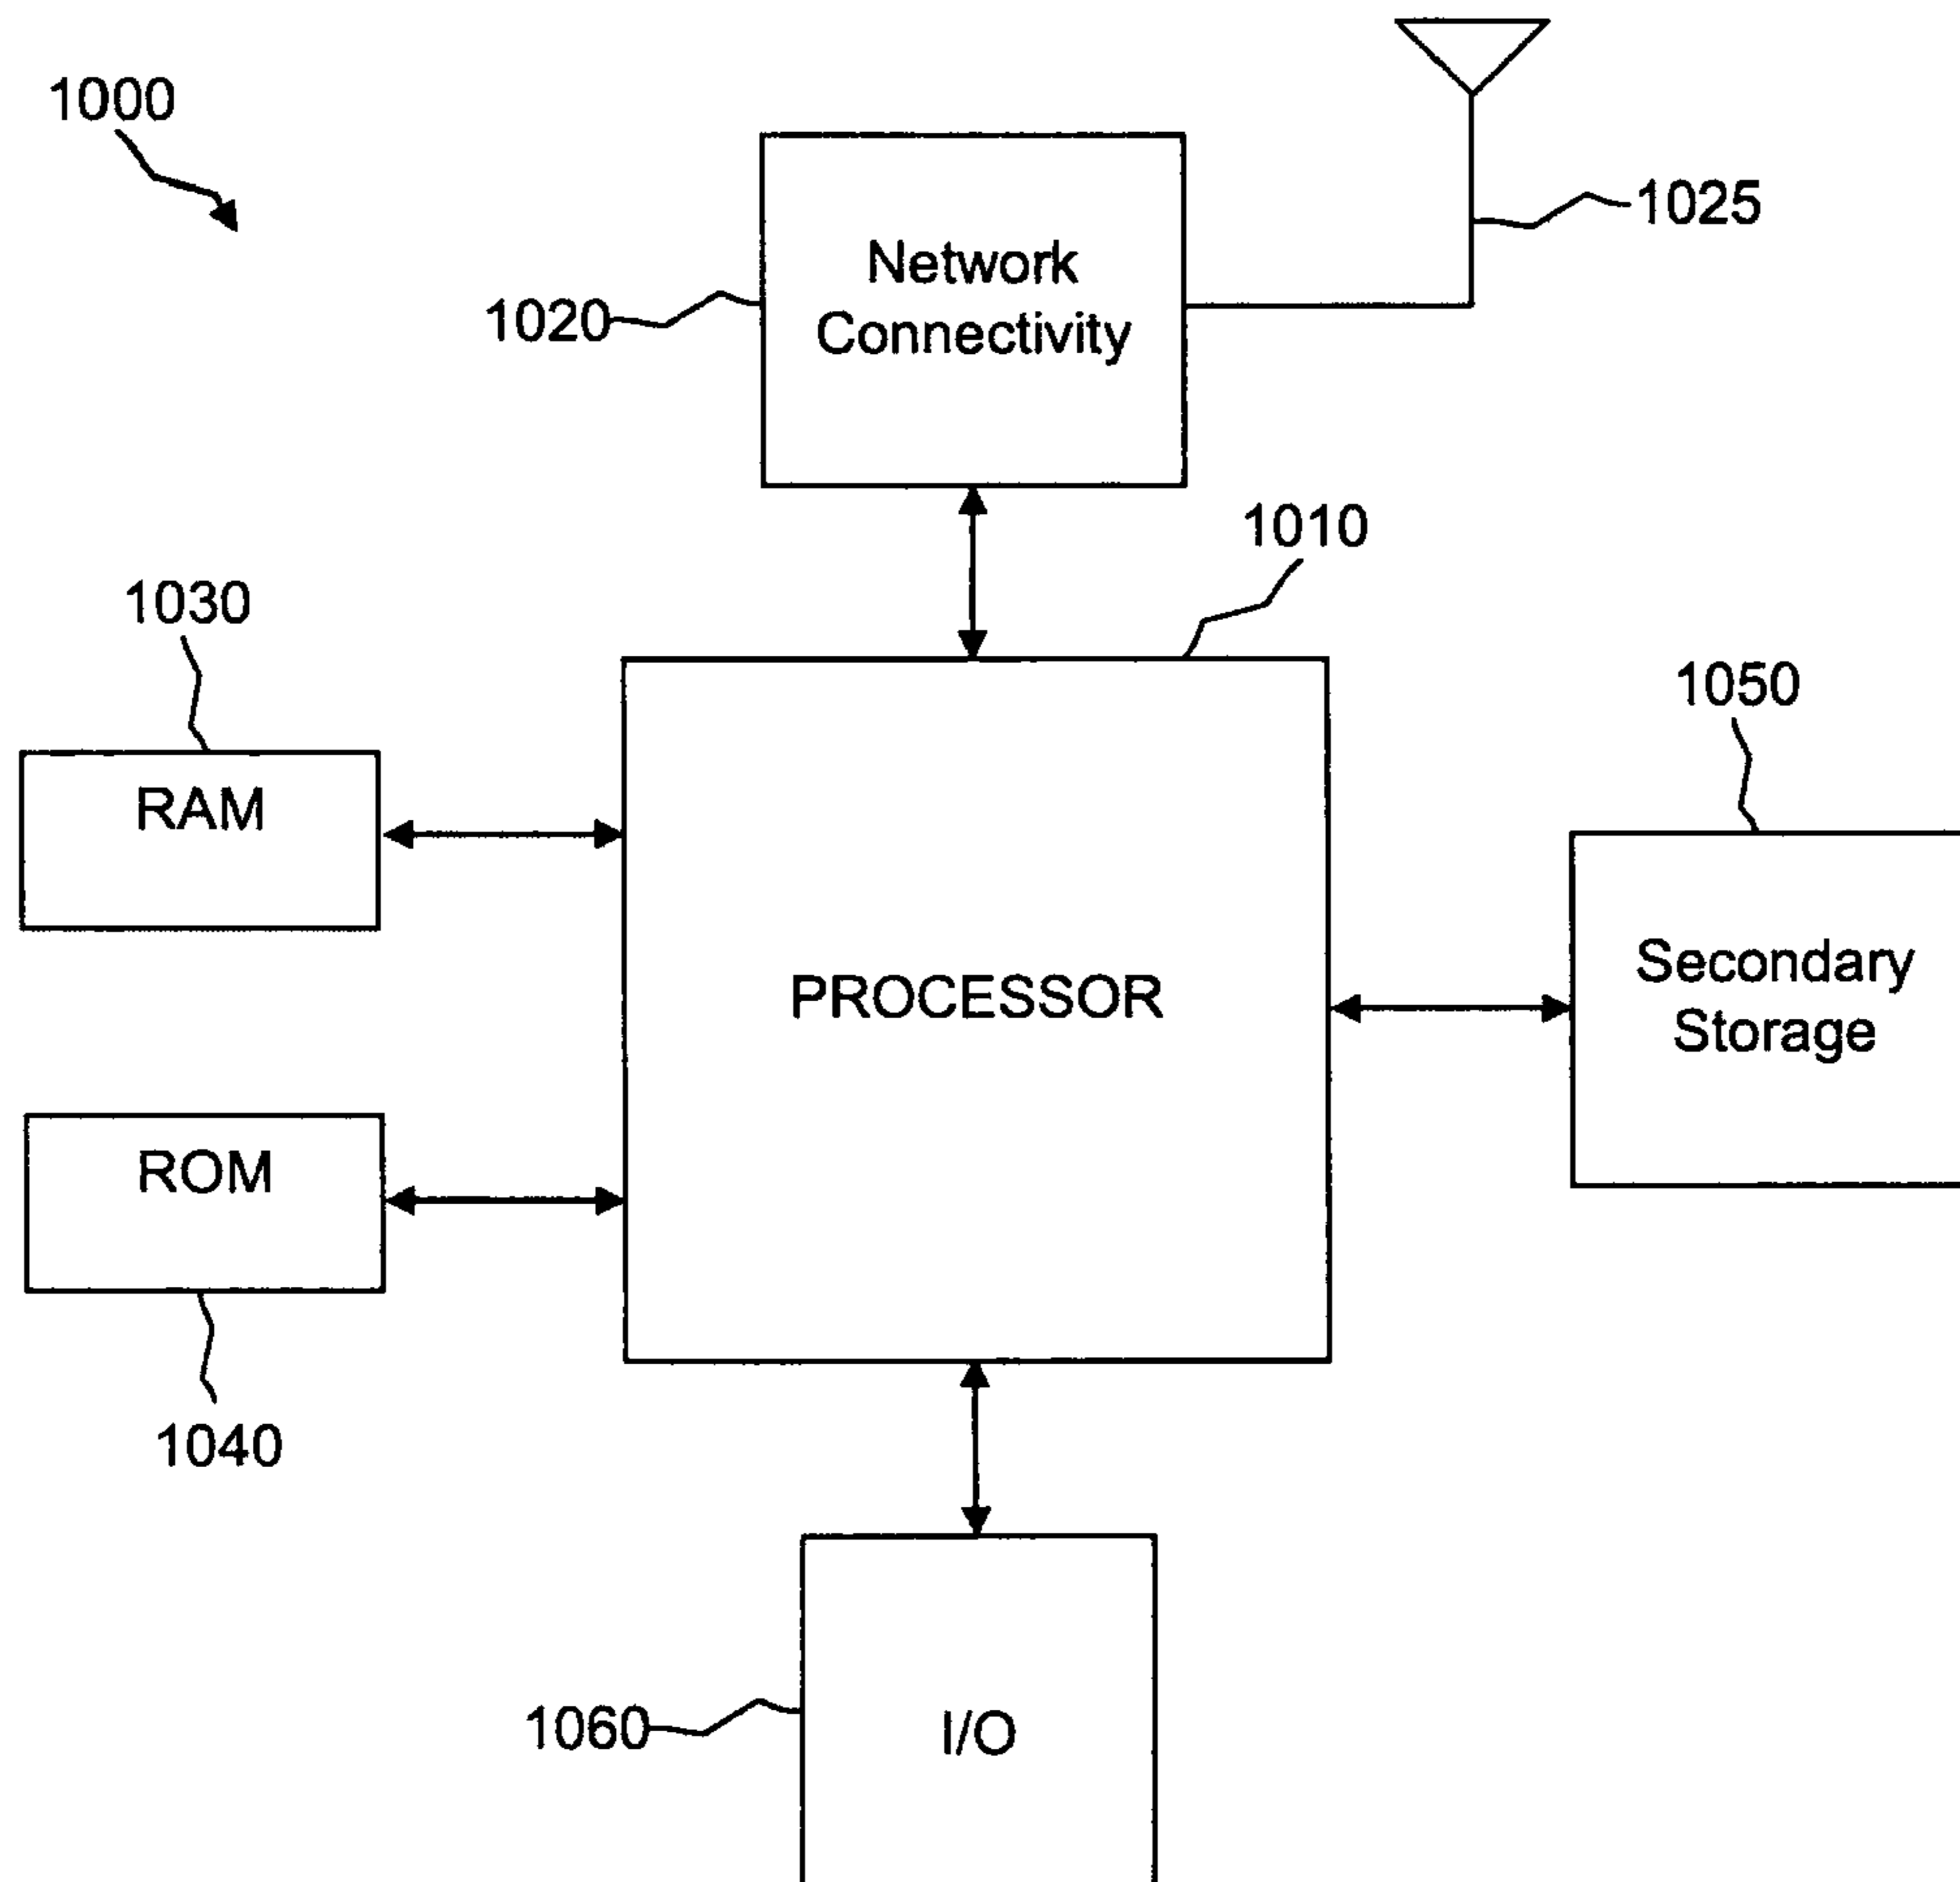 1000
1025
Network
Connectivity
1020
1010
1030
1050
RAM
PROCESSOR
Secondary
Storage
ROM
1040
1060
I/O